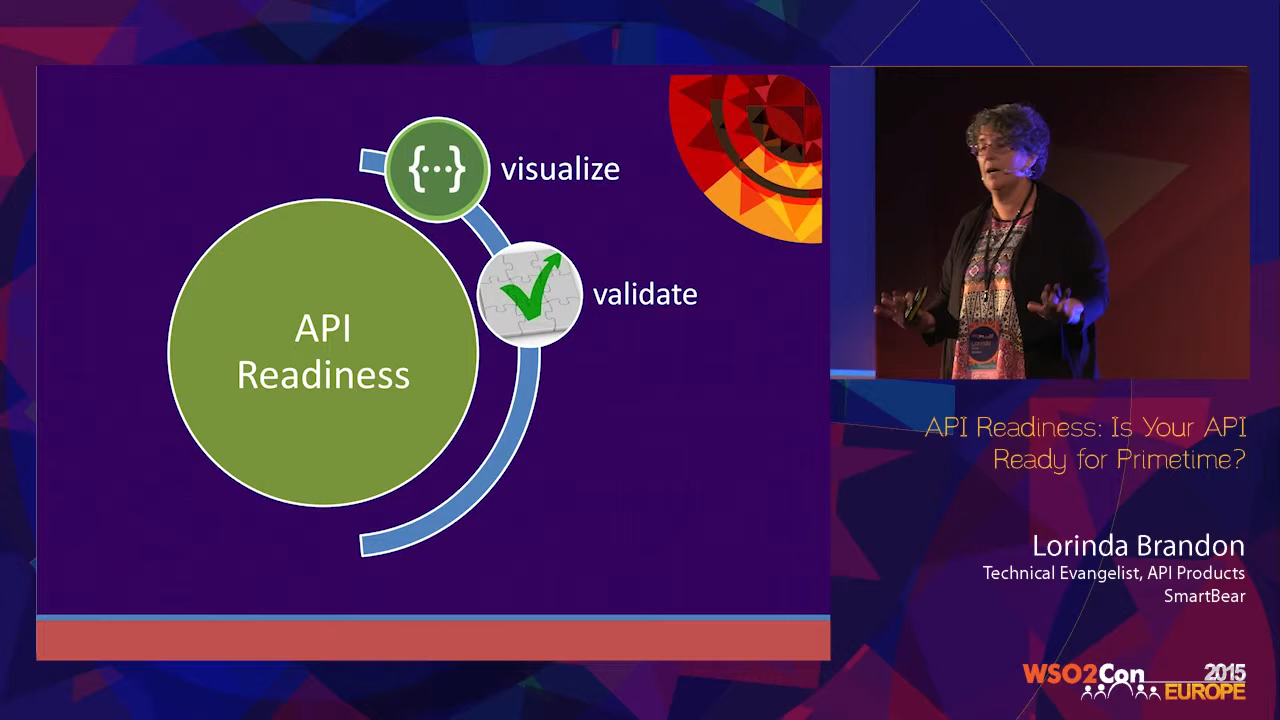 {···}
visualize
validate
API
Readiness
API Readiness: Is Your API
Ready for Primetime?
Lorinda Brandon
Technical Evangelist, API Products
SmartBear
WSO2Con 2015
EUROPE